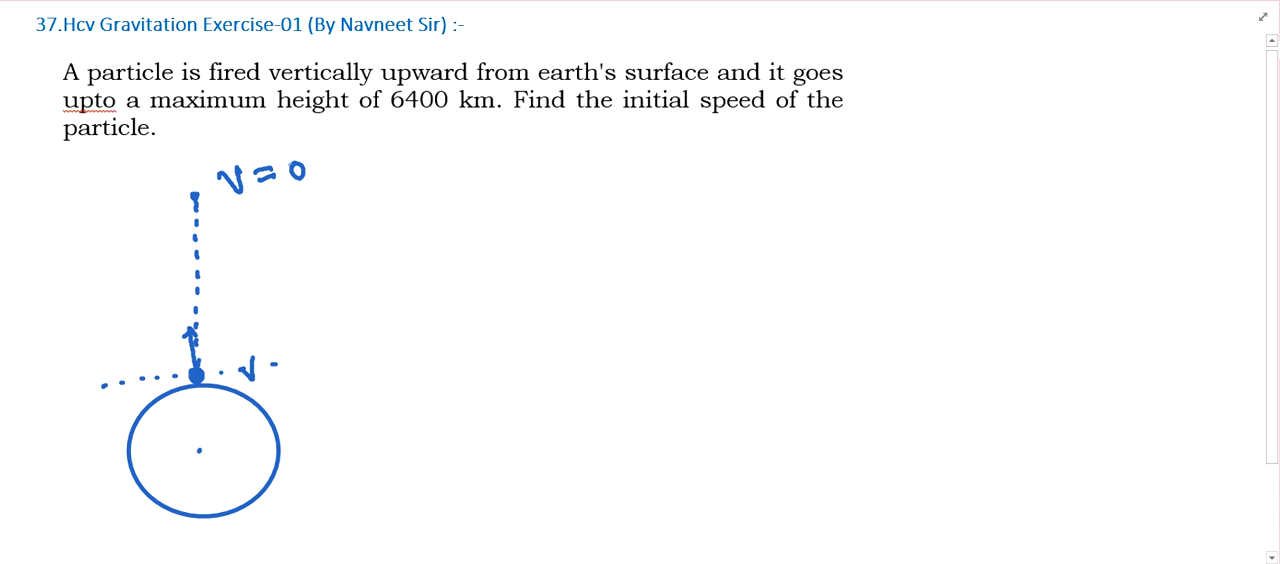 37.Hcv Gravitation Exercise-01 (By Navneet Sir) :-
A particle is fired vertically upward from earth's surface and it goes
upto a maximum height of 6400 km. Find the initial speed of the
particle.
V = 0